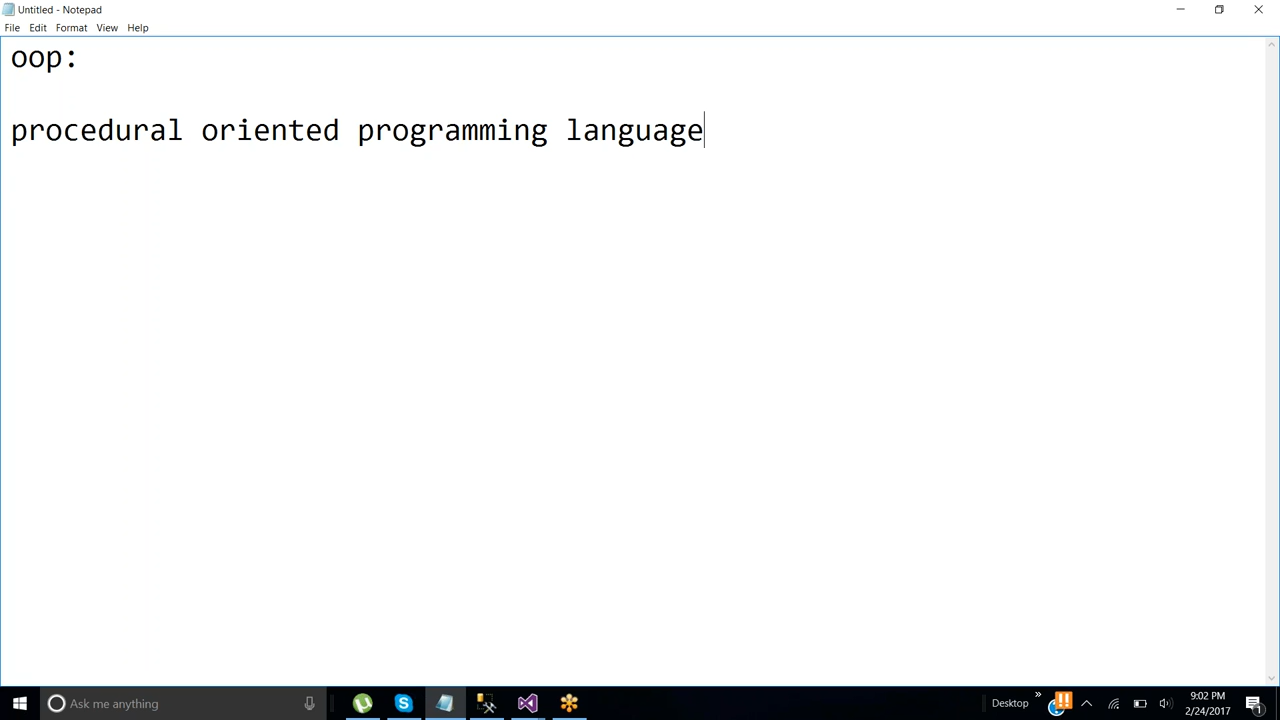 Untitled - Notepad
File Edit Format View Help
oop:
procedural oriented programming language
Ask me anything
Desktop
9:02 PM
2/24/2017
1